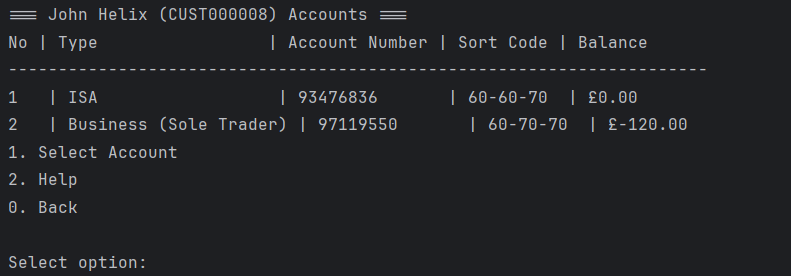 === John Helix (CUST000008) Accounts ===
No | Type                 | Account Number | Sort Code | Balance
----------------------------------------------------------------------
1   | ISA                  | 93476836       | 60-60-70  | £0.00
2   | Business (Sole Trader) | 97119550       | 60-70-70  | £-120.00
1. Select Account
2. Help
0. Back
Select option: